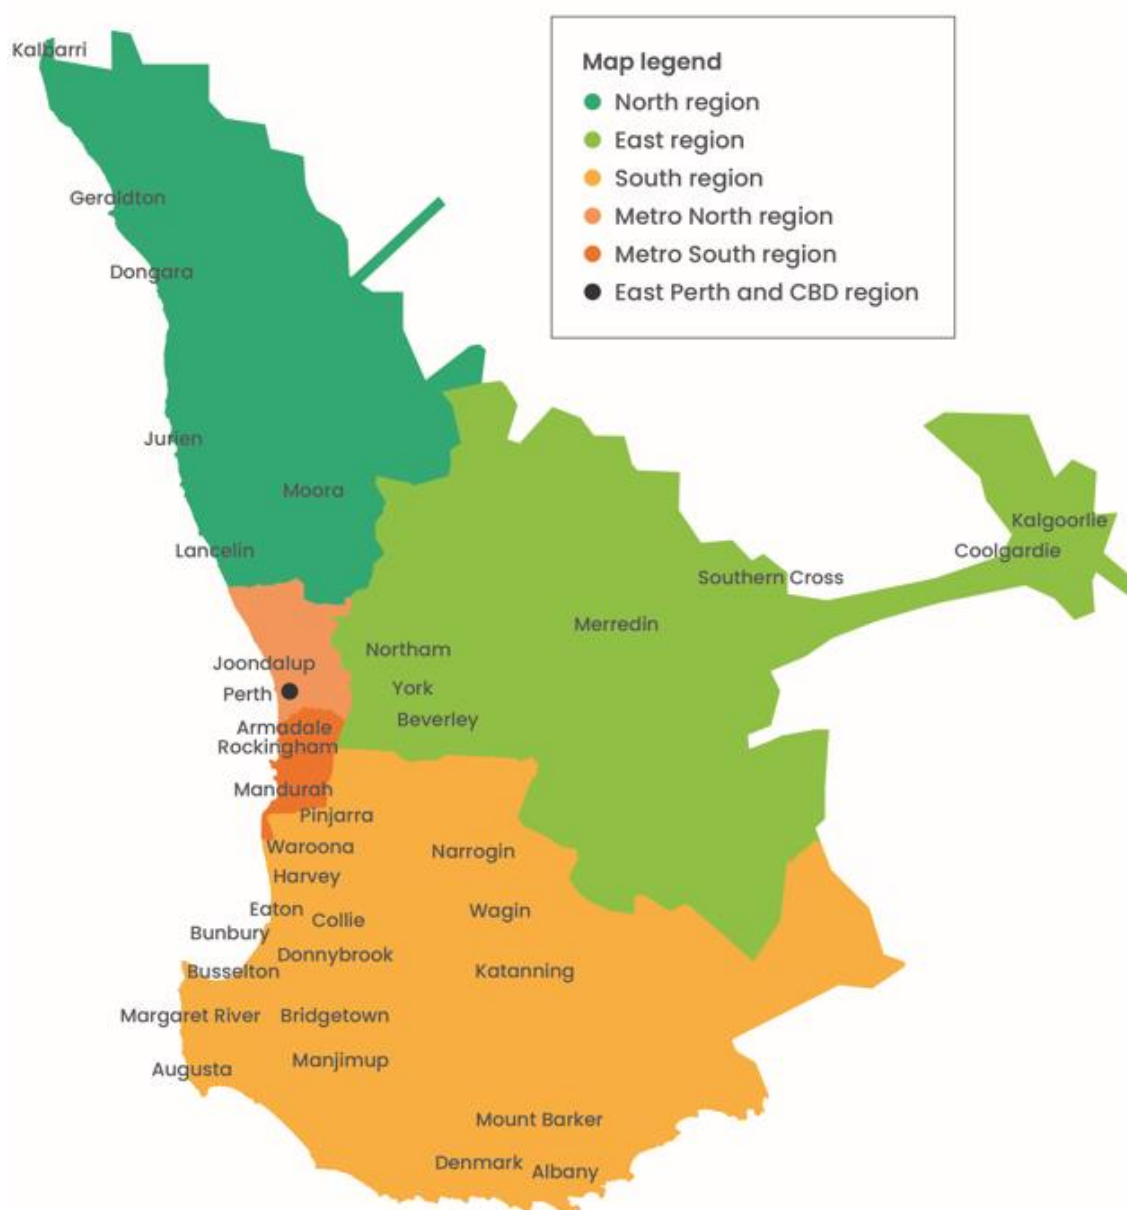 Kalbarri
Map legend
North region
East region
South region
Metro North region
Metro South region
East Perth and CBD region
Geraldton
Dongara
Jurien
Moora
Lancelin
Kalgoorlie
Coolgardie
Southern Cross
Merredin
Northam
Joondalup
York
Perth
Beverley
Armadale
Rockingham
Mandurah
Pinjarra
Waroona
Narrogin
Harvey
Eaton
Collie
Wagin
Bunbury
Donnybrook
Busselton
Katanning
Margaret River
Bridgetown
Manjimup
Augusta
Mount Barker
Denmark
Albany